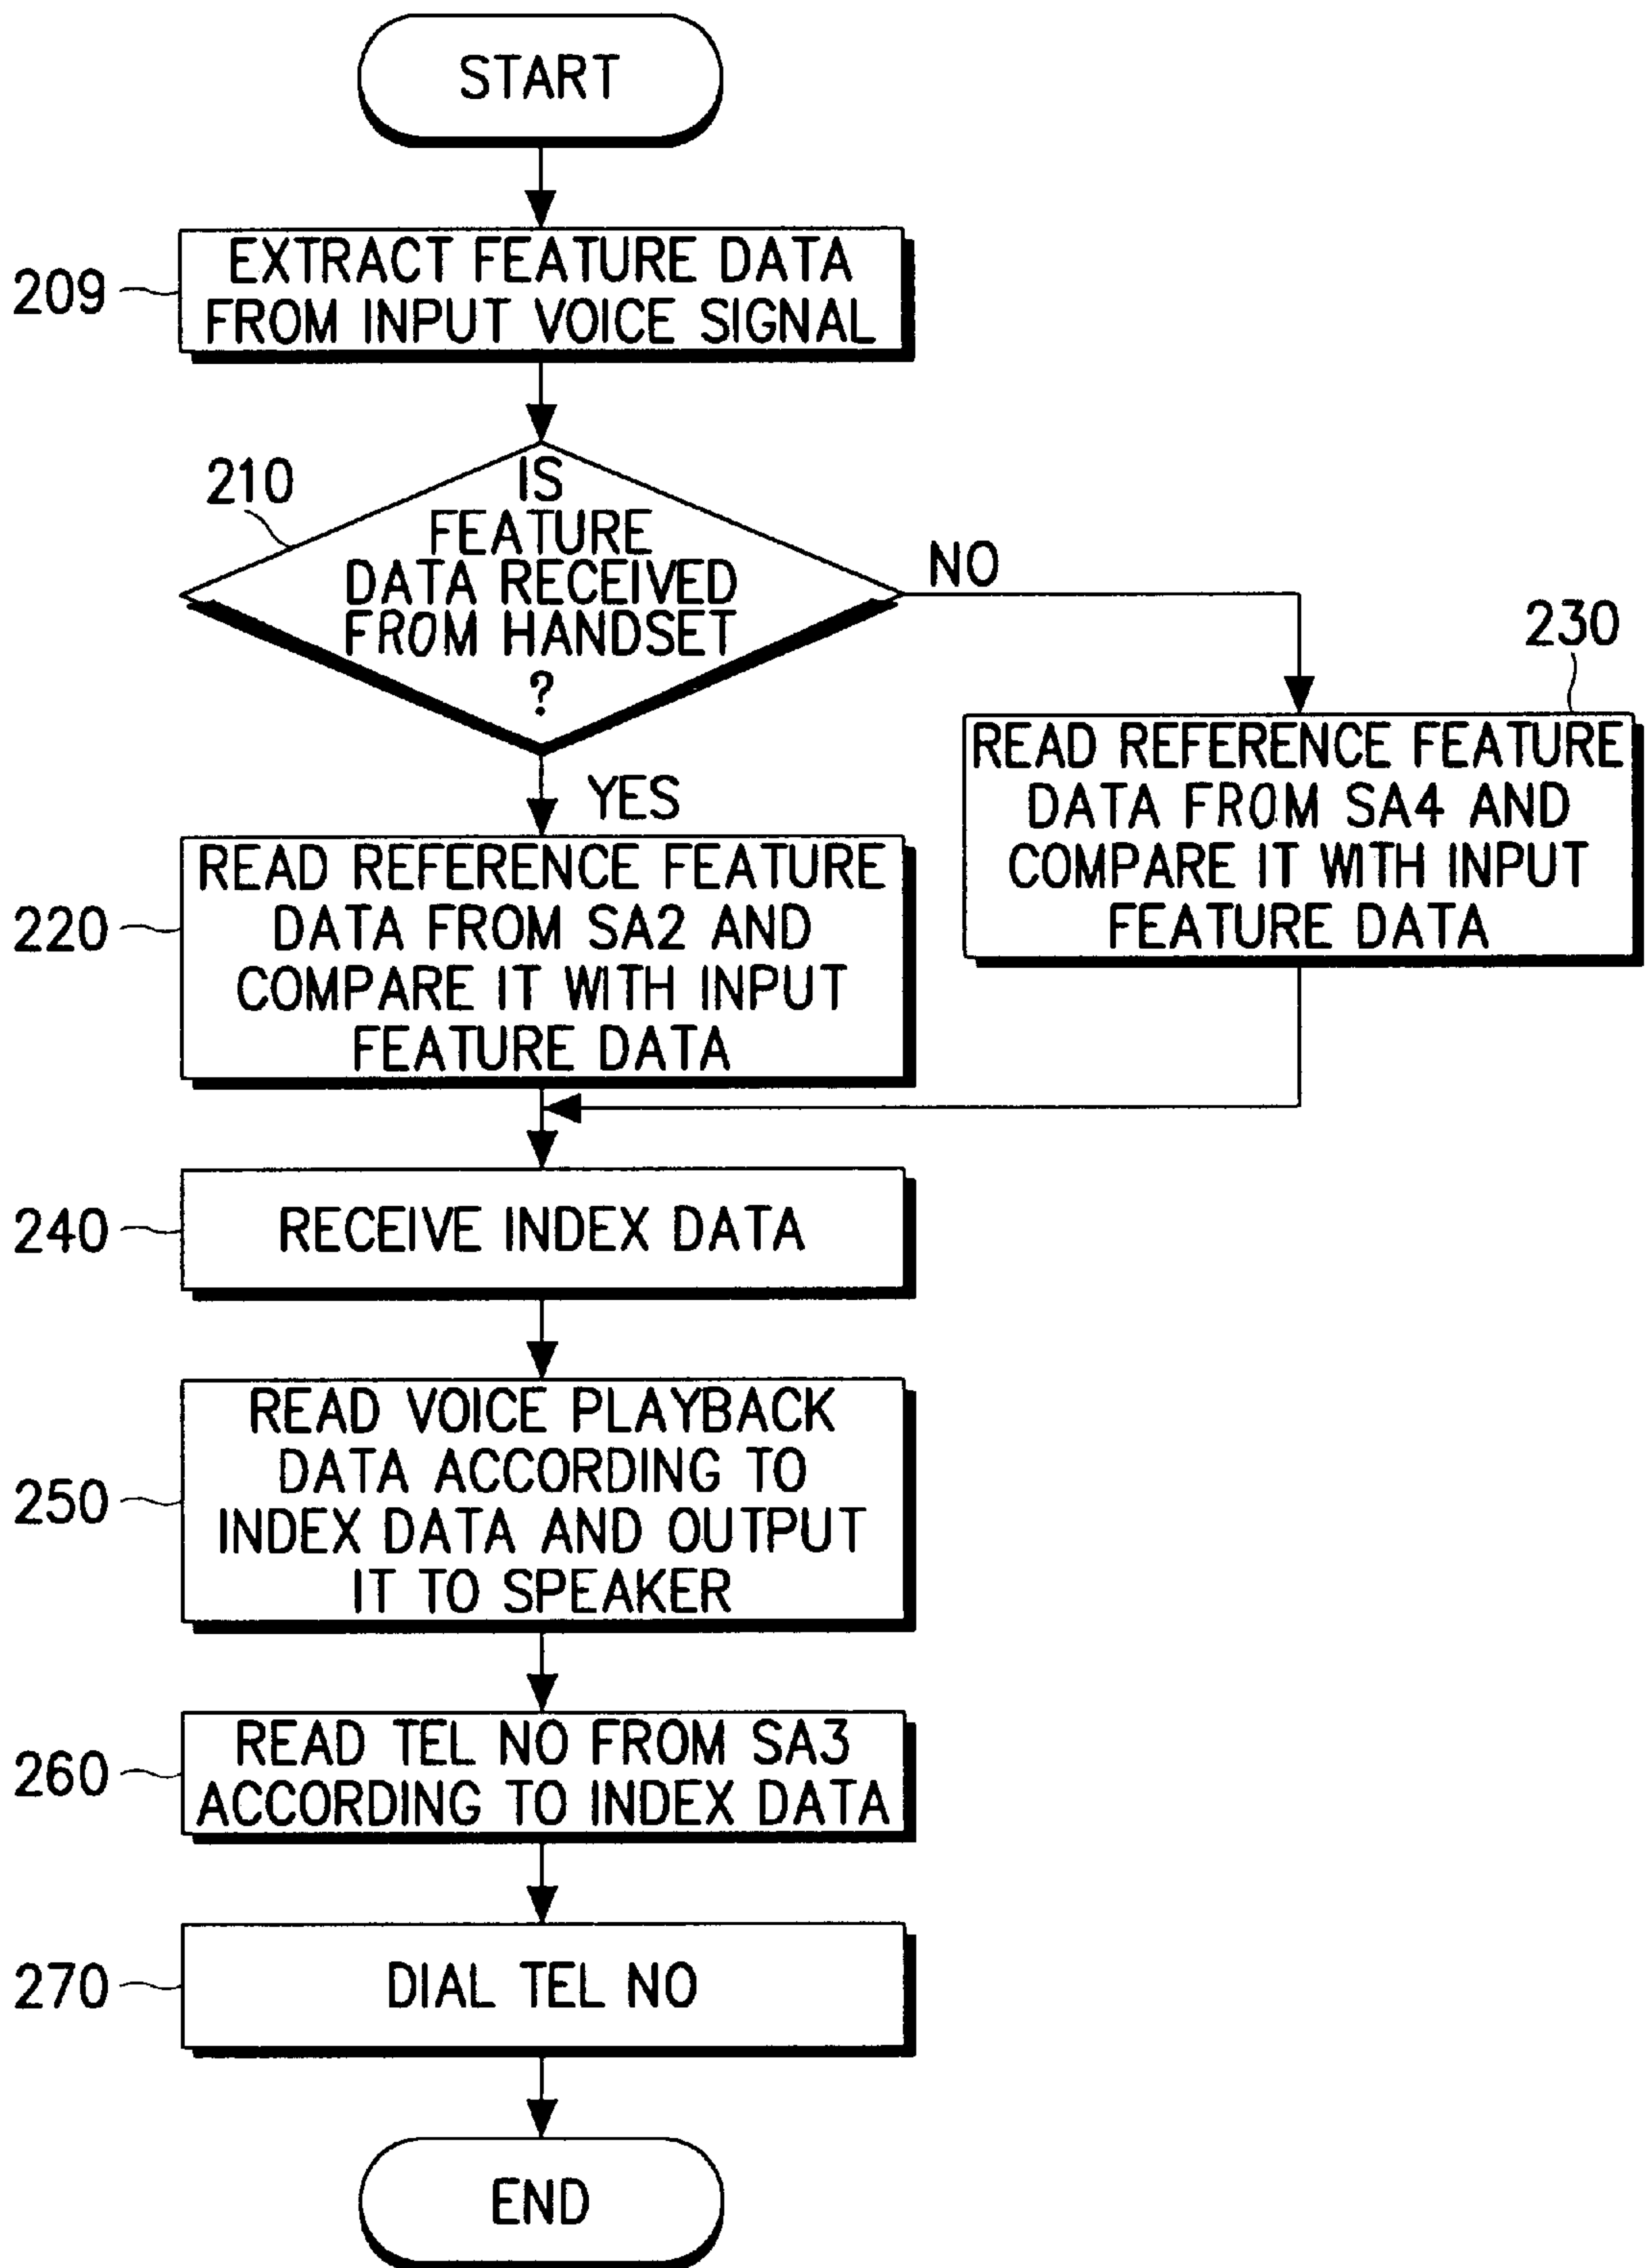 START
209
EXTRACT FEATURE DATA
FROM INPUT VOICE SIGNAL
210
IS
FEATURE
DATA RECEIVED
FROM HANDSET
?
NO
YES
230
READ REFERENCE FEATURE
DATA FROM SA4 AND
COMPARE IT WITH INPUT
FEATURE DATA
220
READ REFERENCE FEATURE
DATA FROM SA2 AND
COMPARE IT WITH INPUT
FEATURE DATA
240
RECEIVE INDEX DATA
250
READ VOICE PLAYBACK
DATA ACCORDING TO
INDEX DATA AND OUTPUT
IT TO SPEAKER
260
READ TEL NO FROM SA3
ACCORDING TO INDEX DATA
270
DIAL TEL NO
END